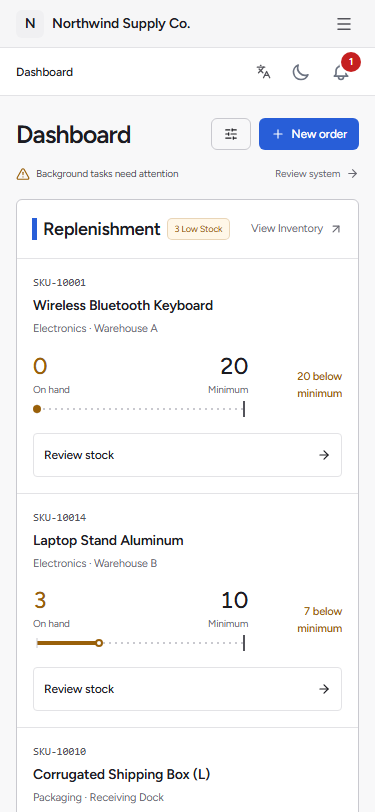 N Northwind Supply Co.
Dashboard
1
Dashboard
New order
Background tasks need attention
Review system
Replenishment
3 Low Stock
View Inventory
SKU-10001
Wireless Bluetooth Keyboard
Electronics · Warehouse A
0
20
On hand
Minimum
20 below
minimum
Review stock
SKU-10014
Laptop Stand Aluminum
Electronics · Warehouse B
3
10
On hand
Minimum
7 below
minimum
Review stock
SKU-10010
Corrugated Shipping Box (L)
Packaging · Receiving Dock